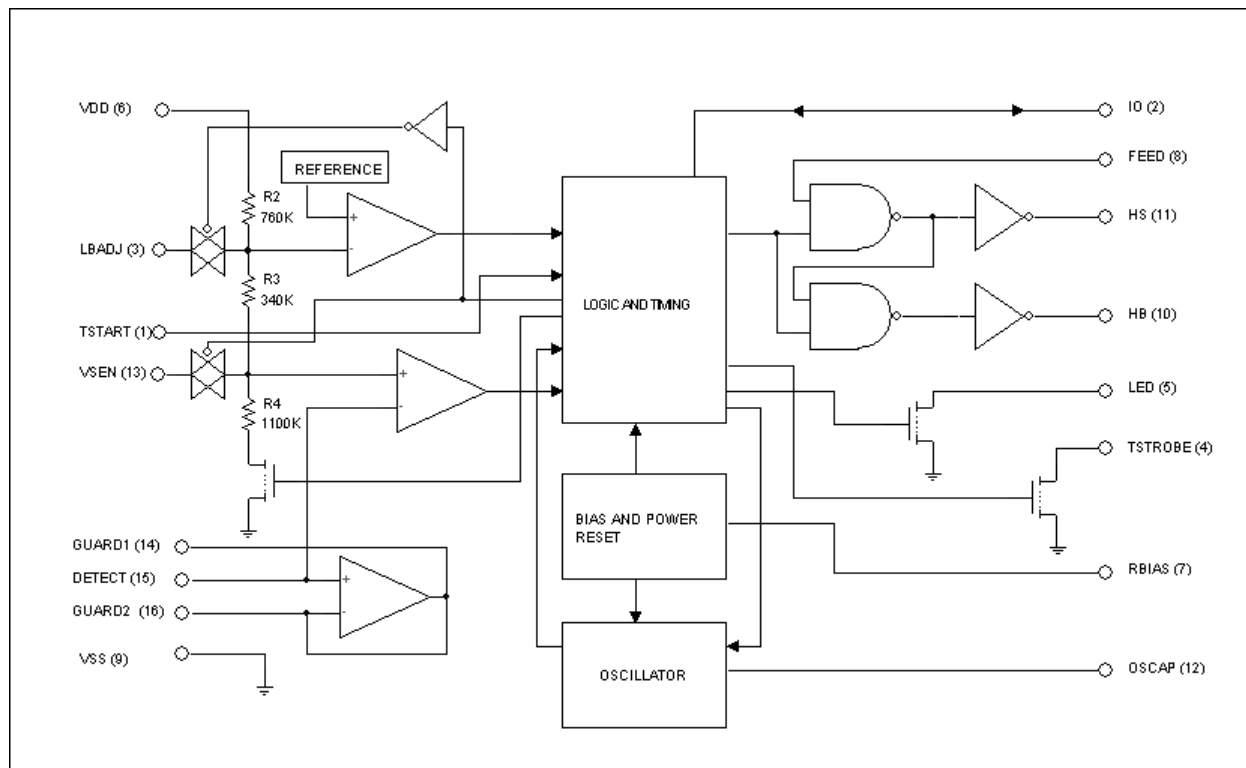 VDD (6)
IO (2)
FEED (8)
REFERENCE
R2
760K
+
-
HS (11)
LBADJ (3)
R3
340K
LOGIC AND TIMING
TSTART (1)
HB (10)
VSEN (13)
+
-
R4
1100K
LED (5)
TSTROBE (4)
BIAS AND POWER
RESET
GUARD1 (14)
DETECT (15)
+
-
GUARD2 (16)
RBIAS (7)
VSS (9)
OSCILLATOR
OSCAP (12)